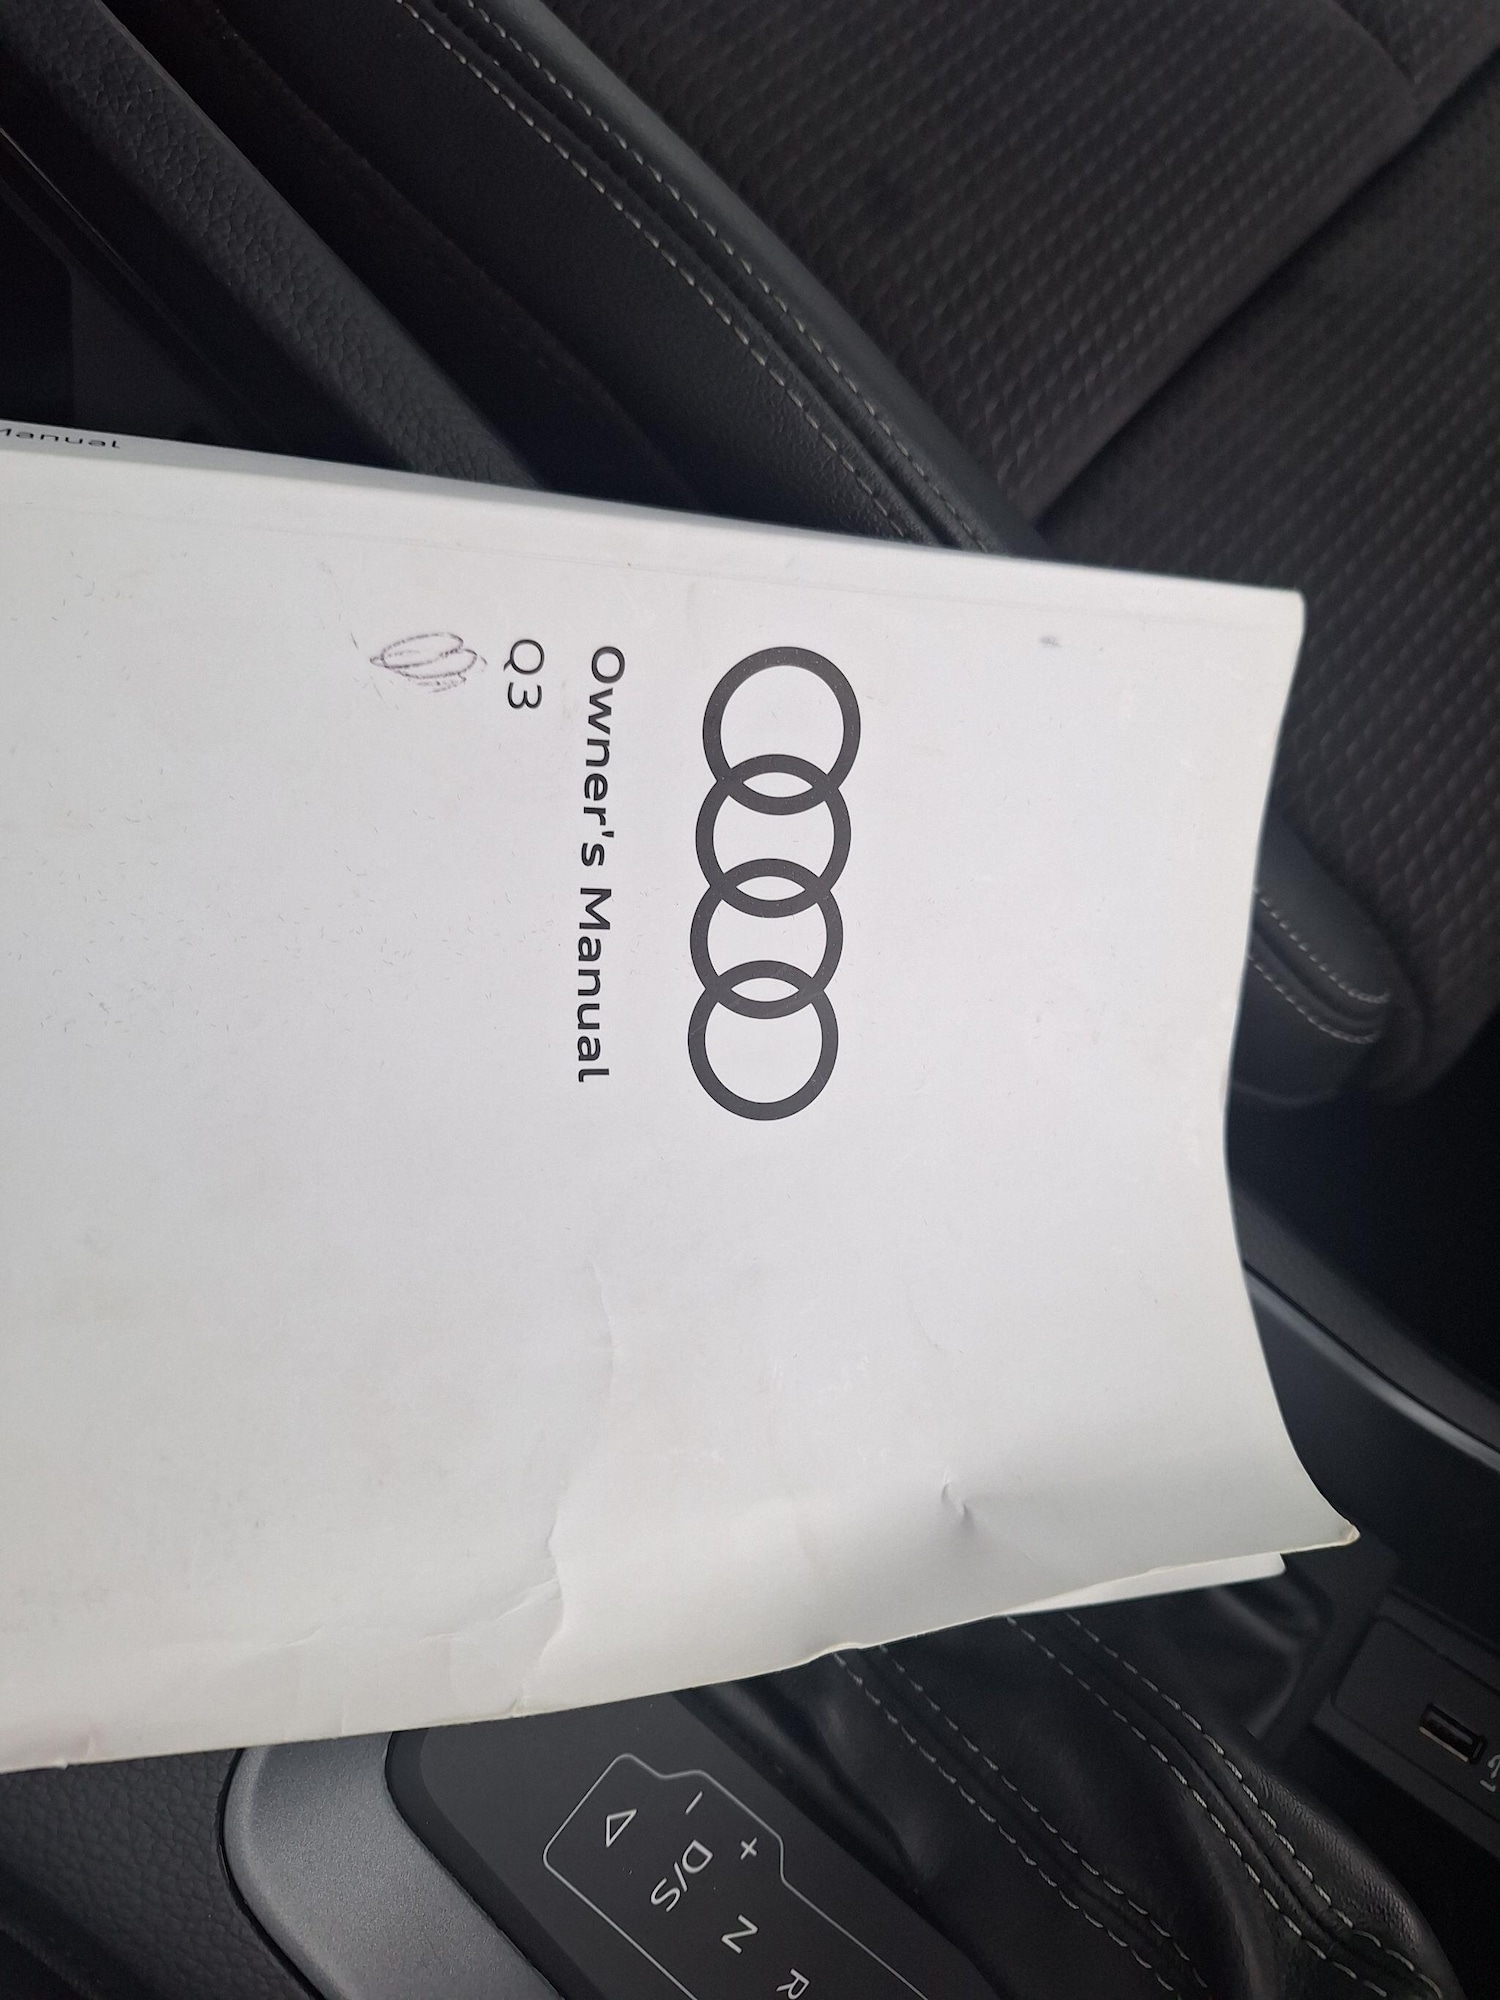 Owner's Manual
Q3
Manual
+
D/S
−
N
R